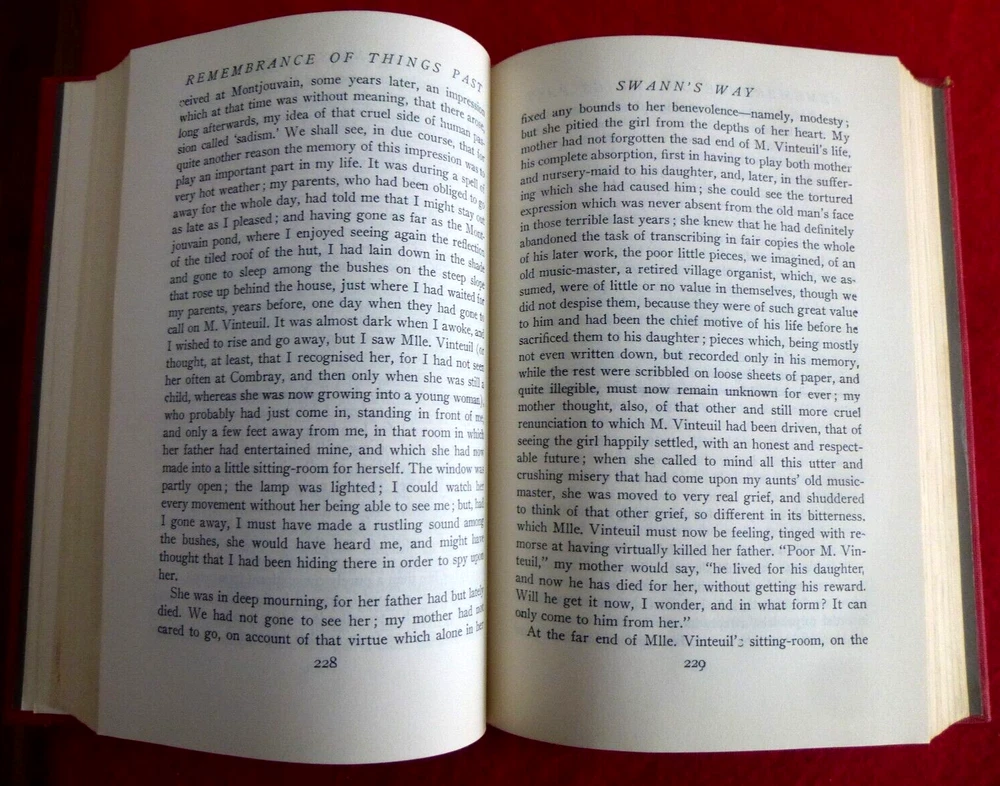 REMEMBRANCE OF THINGS PAST
ceived at Montjouvain, some years later, an impression
which at that time was without meaning, that there arose,
long afterwards, my idea of that cruel side of human pas-
sion called 'sadism.' We shall see, in due course, that for
quite another reason the memory of this impression was to
play an important part in my life. It was during a spell of
very hot weather; my parents, who had been obliged to go
away for the whole day, had told me that I might stay out
as late as I pleased; and having gone as far as the Mont-
jouvain pond, where I enjoyed seeing again the reflection
of the tiled roof of the hut, I had lain down in the shade
and gone to sleep among the bushes on the steep slope
that rose up behind the house, just where I had waited for
my parents, years before, one day when they had gone to
call on M. Vinteuil. It was almost dark when I awoke, and
I wished to rise and go away, but I saw Mlle. Vinteuil (or
thought, at least, that I recognised her, for I had not seen
her often at Combray, and then only when she was still a
child, whereas she was now growing into a young woman),
who probably had just come in, standing in front of me
and only a few feet away from me, in that room in which
her father had entertained mine, and which she had now
made into a little sitting-room for herself. The window was
partly open; the lamp was lighted; I could watch her
every movement without her being able to see me; but, had
I gone away, I must have made a rustling sound among
the bushes, she would have heard me, and might have
thought that I had been hiding there in order to spy upon
her.
She was in deep mourning, for her father had but lately
died. We had not gone to see her; my mother had not
cared to go, on account of that virtue which alone in her
228
SWANN'S WAY
fixed any bounds to her benevolence—namely, modesty;
but she pitied the girl from the depths of her heart. My
mother had not forgotten the sad end of M. Vinteuil's life,
his complete absorption, first in having to play both mother
and nursery-maid to his daughter, and, later, in the suffer-
ing which she had caused him; she could see the tortured
expression which was never absent from the old man's face
in those terrible last years; she knew that he had definitely
abandoned the task of transcribing in fair copies the whole
of his later work, the poor little pieces, we imagined, of an
old music-master, a retired village organist, which, we as-
sumed, were of little or no value in themselves, though we
did not despise them, because they were of such great value
to him and had been the chief motive of his life before he
sacrificed them to his daughter; pieces which, being mostly
not even written down, but recorded only in his memory,
while the rest were scribbled on loose sheets of paper, and
quite illegible, must now remain unknown for ever; my
mother thought, also, of that other and still more cruel
renunciation to which M. Vinteuil had been driven, that of
seeing the girl happily settled, with an honest and respect-
able future; when she called to mind all this utter and
crushing misery that had come upon my aunts' old music-
master, she was moved to very real grief, and shuddered
to think of that other grief, so different in its bitterness.
which Mlle. Vinteuil must now be feeling, tinged with re-
morse at having virtually killed her father. "Poor M. Vin-
teuil," my mother would say, "he lived for his daughter,
and now he has died for her, without getting his reward.
Will he get it now, I wonder, and in what form? It can
only come to him from her."
At the far end of Mlle. Vinteuil's sitting-room, on the
229